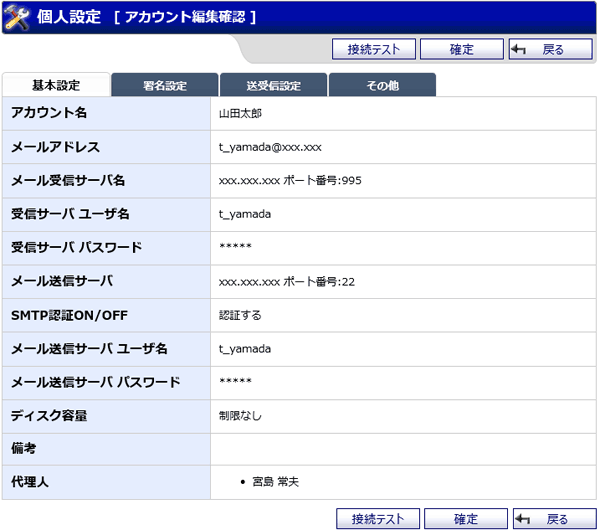 個人設定 [ アカウント編集確認 ]
接続テスト 確定 戻る
基本設定 署名設定 送受信設定 その他
アカウント名 山田太郎
メールアドレス t_yamada@xxx.xxx
メール受信サーバ名 xxx.xxx.xxx ポート番号:995
受信サーバ ユーザ名 t_yamada
受信サーバ パスワード *****
メール送信サーバ xxx.xxx.xxx ポート番号:22
SMTP認証ON/OFF 認証する
メール送信サーバ ユーザ名 t_yamada
メール送信サーバ パスワード *****
ディスク容量 制限なし
備考
代理人 • 宮島 常夫
接続テスト 確定 戻る